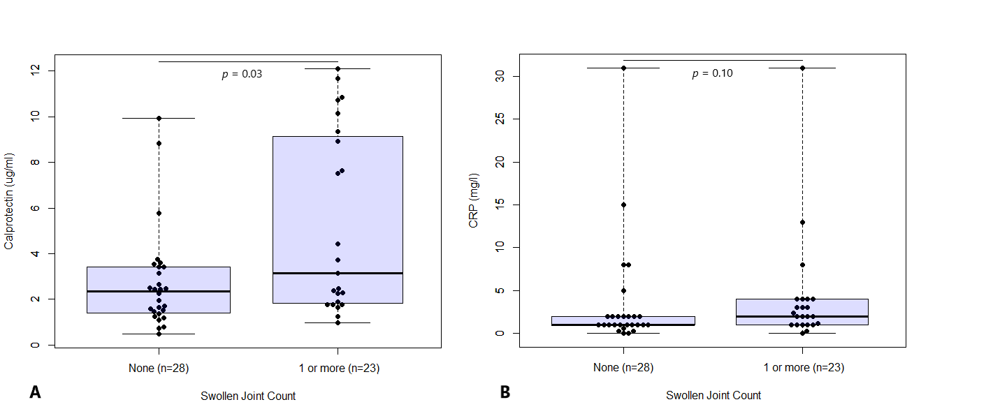 p = 0.03
12
10
8
6
4
2
0
Calprotectin (ug/ml)
None (n=28)
1 or more (n=23)
Swollen Joint Count
A
p = 0.10
30
25
20
15
10
5
0
CRP (mg/l)
None (n=28)
1 or more (n=23)
Swollen Joint Count
B